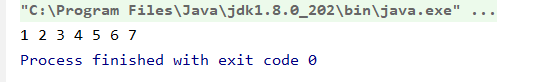 "C:\Program Files\Java\jdk1.8.0_202\bin\java.exe" ...
1 2 3 4 5 6 7
Process finished with exit code 0